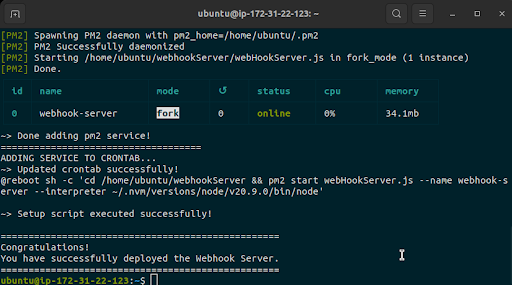 ubuntu@ip-172-31-22-123: ~
[PM2] Spawning PM2 daemon with pm2_home=/home/ubuntu/.pm2
[PM2] PM2 Successfully daemonized
[PM2] Starting /home/ubuntu/webhookServer/webHookServer.js in fork_mode (1 instance)
[PM2] Done.
id name mode ↺ status cpu memory
0 webhook-server fork 0 online 0% 34.1mb
~> Done adding pm2 service!
====================================
ADDING SERVICE TO CRONTAB...
~> Updated crontab successfully!
@reboot sh -c 'cd /home/ubuntu/webhookServer && pm2 start webHookServer.js --name webhook-s
erver --interpreter ~/.nvm/versions/node/v20.9.0/bin/node'
~> Setup script executed successfully!
==================================================
Congratulations!
You have successfully deployed the Webhook Server.
==================================================
ubuntu@ip-172-31-22-123:~$